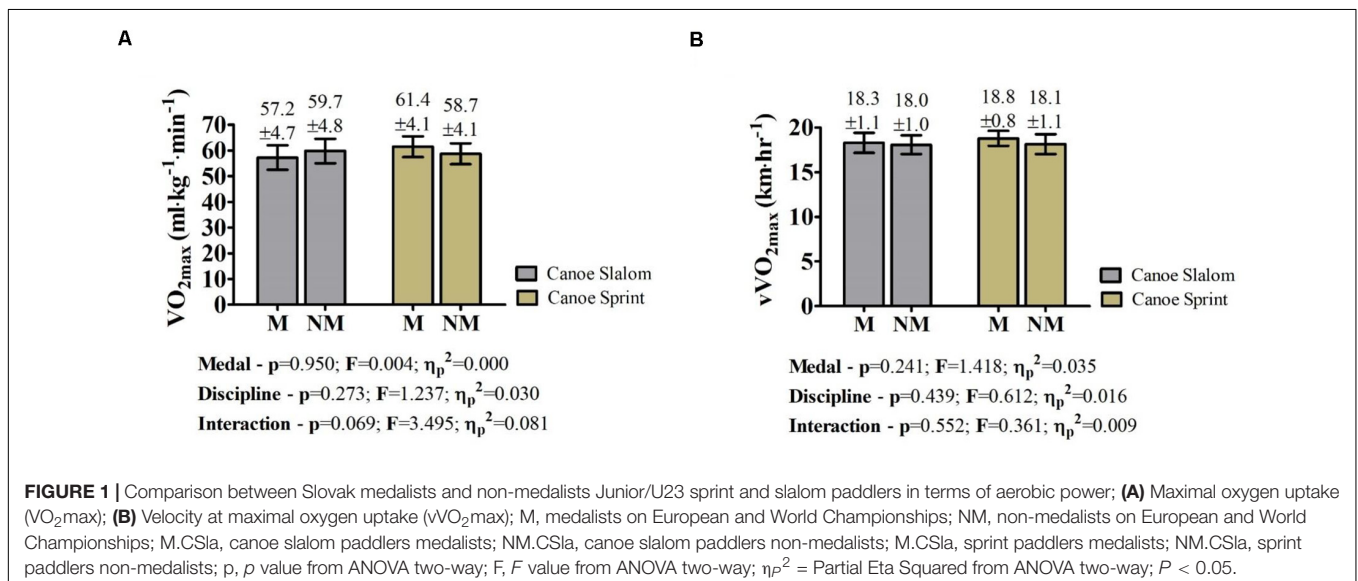 A
VO₂max (ml·kg⁻¹·min⁻¹)
70
60
50
40
30
20
10
0
57.2 ±4.7
59.7 ±4.8
61.4 ±4.1
58.7 ±4.1
M NM M NM
Canoe Slalom
Canoe Sprint
Medal - p=0.950; F=0.004; ηp²=0.000
Discipline - p=0.273; F=1.237; ηp²=0.030
Interaction - p=0.069; F=3.495; ηp²=0.081
B
vVO₂max (km·hr⁻¹)
20
15
10
5
0
18.3 ±1.1
18.0 ±1.0
18.8 ±0.8
18.1 ±1.1
M NM M NM
Canoe Slalom
Canoe Sprint
Medal - p=0.241; F=1.418; ηp²=0.035
Discipline - p=0.439; F=0.612; ηp²=0.016
Interaction - p=0.552; F=0.361; ηp²=0.009
FIGURE 1 | Comparison between Slovak medalists and non-medalists Junior/U23 sprint and slalom paddlers in terms of aerobic power; (A) Maximal oxygen uptake
(VO₂max); (B) Velocity at maximal oxygen uptake (vVO₂max); M, medalists on European and World Championships; NM, non-medalists on European and World
Championships; M.CSla, canoe slalom paddlers medalists; NM.CSla, canoe slalom paddlers non-medalists; M.CSla, sprint paddlers medalists; NM.CSla, sprint
paddlers non-medalists; p, p value from ANOVA two-way; F, F value from ANOVA two-way; ηP² = Partial Eta Squared from ANOVA two-way; P < 0.05.